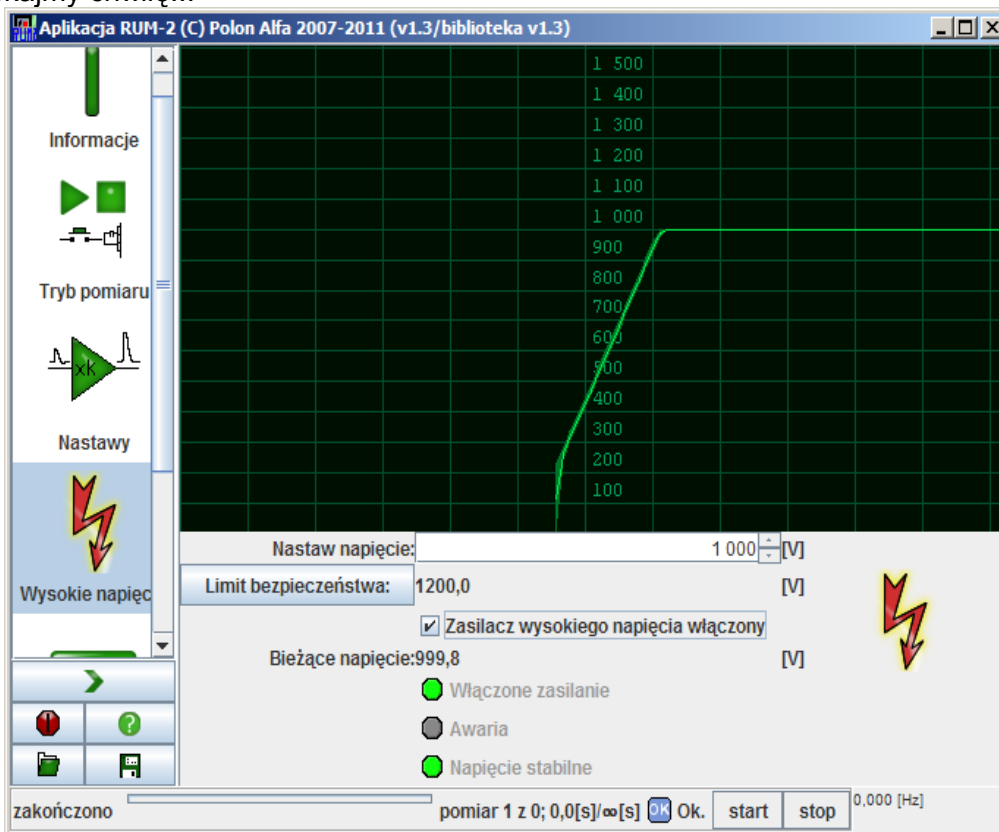 Aplikacja RUM-2 (C) Polon Alfa 2007-2011 (v1.3/biblioteka v1.3)
Informacje
Tryb pomiaru
xk
Nastawy
Wysokie napięc
1 500
1 400
1 300
1 200
1 100
1 000
900
800
700
600
500
400
300
200
100
Nastaw napięcie: 1 000 [V]
Limit bezpieczeństwa: 1200,0 [V]
Zasilacz wysokiego napięcia włączony
Bieżące napięcie:999,8 [V]
Włączone zasilanie
Awaria
Napięcie stabilne
zakończono pomiar 1 z 0; 0,0[s]/∞[s] OK Ok. start stop 0,000 [Hz]